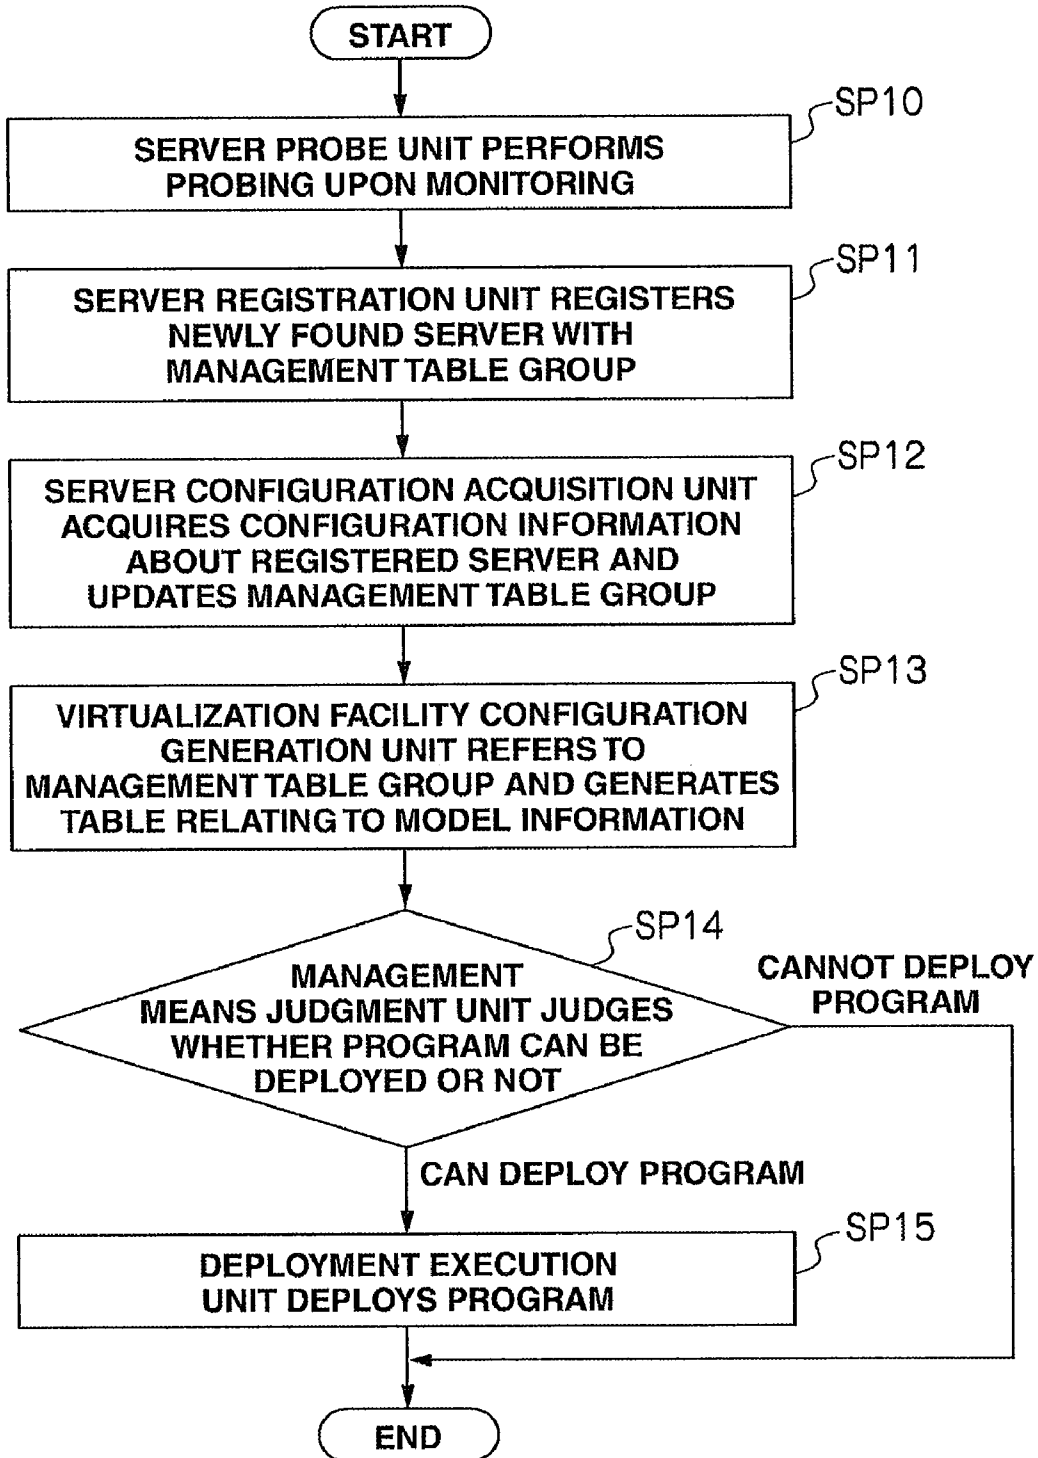 START
SP10
SERVER PROBE UNIT PERFORMS
PROBING UPON MONITORING
SP11
SERVER REGISTRATION UNIT REGISTERS
NEWLY FOUND SERVER WITH
MANAGEMENT TABLE GROUP
SP12
SERVER CONFIGURATION ACQUISITION UNIT
ACQUIRES CONFIGURATION INFORMATION
ABOUT REGISTERED SERVER AND
UPDATES MANAGEMENT TABLE GROUP
SP13
VIRTUALIZATION FACILITY CONFIGURATION
GENERATION UNIT REFERS TO
MANAGEMENT TABLE GROUP AND GENERATES
TABLE RELATING TO MODEL INFORMATION
SP14
MANAGEMENT
MEANS JUDGMENT UNIT JUDGES
WHETHER PROGRAM CAN BE
DEPLOYED OR NOT
CANNOT DEPLOY
PROGRAM
CAN DEPLOY PROGRAM
SP15
DEPLOYMENT EXECUTION
UNIT DEPLOYS PROGRAM
END